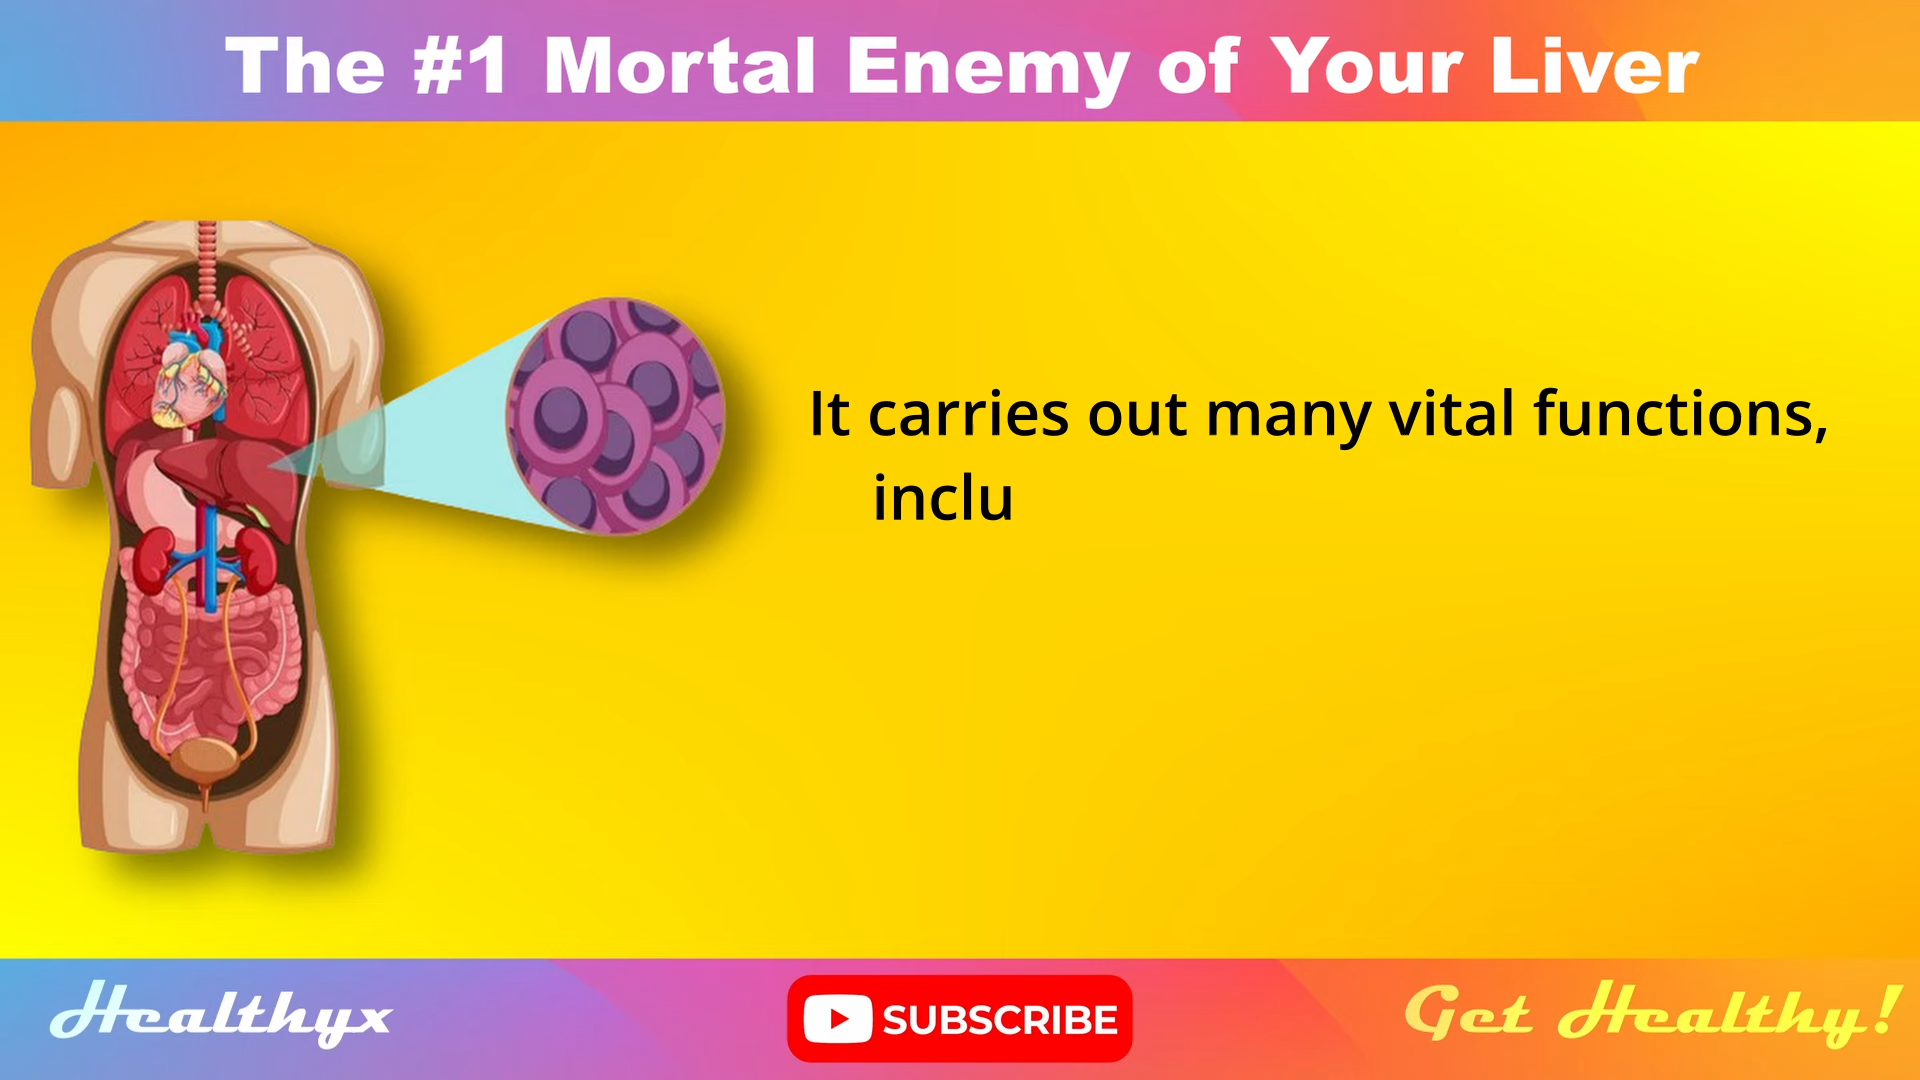 The #1 Mortal Enemy of Your Liver
It carries out many vital functions,
inclu
Healthyx
SUBSCRIBE
Get Healthy!